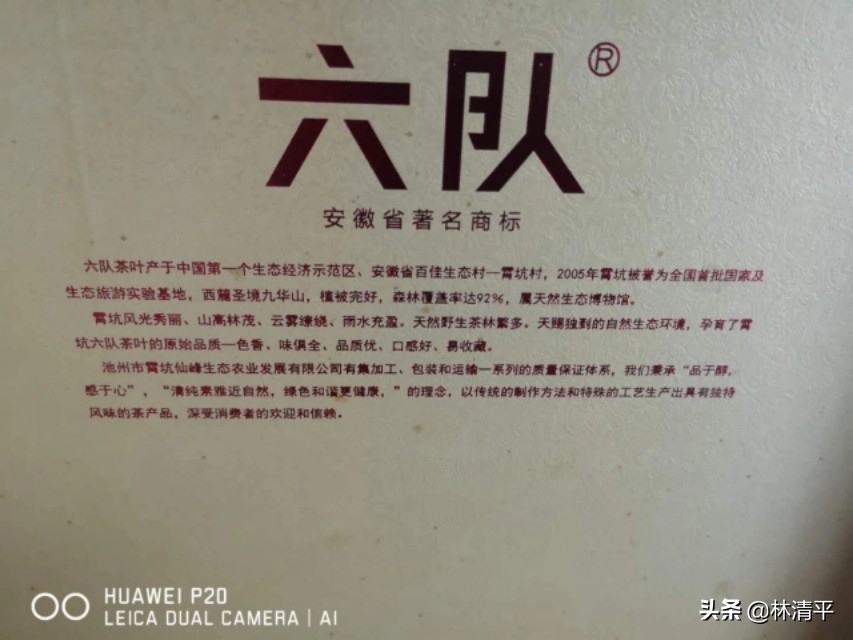 六队®
安徽省著名商标
六队茶叶产于中国第一个生态经济示范区、安徽省百佳生态村—霄坑村，2005年霄坑被誉为全国首批国家及
生态旅游实验基地，西麓圣境九华山，植被完好，森林覆盖率达92%，属天然生态博物馆。
霄坑风光秀丽、山高林茂、云雾缭绕、雨水充盈。天然野生茶林繁多。天赐独到的自然生态环境，孕育了霄
坑六队茶叶的原始品质—色香、味俱全、品质优、口感好、易收藏。
池州市霄坑仙峰生态农业发展有限公司有集加工、包装和运输一系列的质量保证体系，我们秉承“品于醇，
感于心”，“清纯素雅近自然，绿色和谐更健康，”的理念，以传统的制作方法和特殊的工艺生产出具有独特
风味的茶产品，深受消费者的欢迎和信赖。
HUAWEI P20
LEICA DUAL CAMERA | AI
头条 @林清平